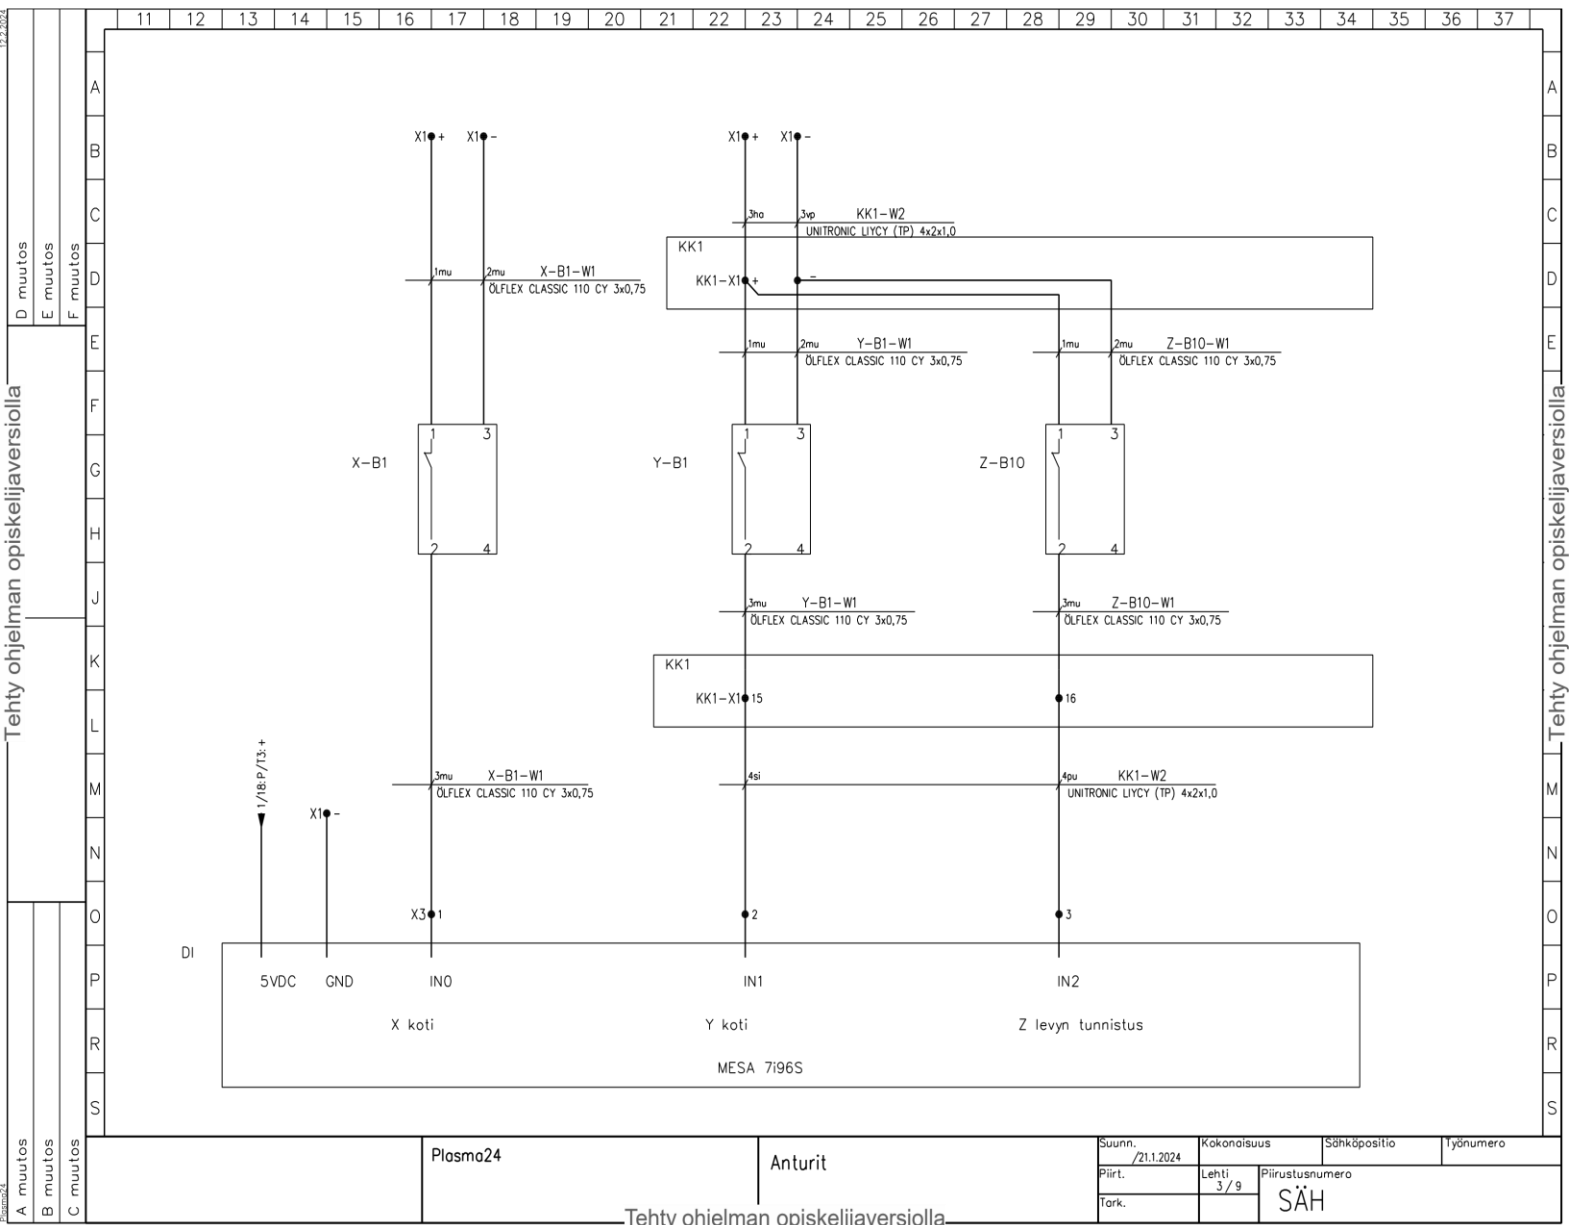 12.2.2024
11 12 13 14 15 16 17 18 19 20 21 22 23 24 25 26 27 28 29 30 31 32 33 34 35 36 37
A A
X1 + X1 - X1 + X1 -
B B
3ha 3vp KK1-W2
C C
UNITRONIC LIYCY (TP) 4x2x1,0
KK1
1mu 2mu X-B1-W1 KK1-X1 + -
D D
ÖLFLEX CLASSIC 110 CY 3x0,75
D muutos
E muutos
F muutos
1mu 2mu Y-B1-W1 1mu 2mu Z-B10-W1
E E
ÖLFLEX CLASSIC 110 CY 3x0,75 ÖLFLEX CLASSIC 110 CY 3x0,75
F F
1 3 1 3 1 3
X-B1 Y-B1 Z-B10
G G
H H
2 4 2 4 2 4
Tehty ohjelman opiskelijaversiolla
Tehty ohjelman opiskelijaversiolla
J J
3mu Y-B1-W1 3mu Z-B10-W1
ÖLFLEX CLASSIC 110 CY 3x0,75 ÖLFLEX CLASSIC 110 CY 3x0,75
K K
KK1
KK1-X1 15 16
L L
1/18:P/T3:+
3mu X-B1-W1 4si 4pu KK1-W2
M M
ÖLFLEX CLASSIC 110 CY 3x0,75 UNITRONIC LIYCY (TP) 4x2x1,0
X1 -
N N
X3 1 2 3
O O
DI
P P
5VDC GND IN0 IN1 IN2
X koti Y koti Z levyn tunnistus
R R
MESA 7i96S
S S
Plasma24
A muutos
B muutos
C muutos
Plasma24
Anturit
Suunn. Kokonaisuus Sähköpositio Työnumero
/21.1.2024
Piirt. Lehti Piirustusnumero
3 / 9
SÄH
Tark.
Tehty ohjelman opiskelijaversiolla